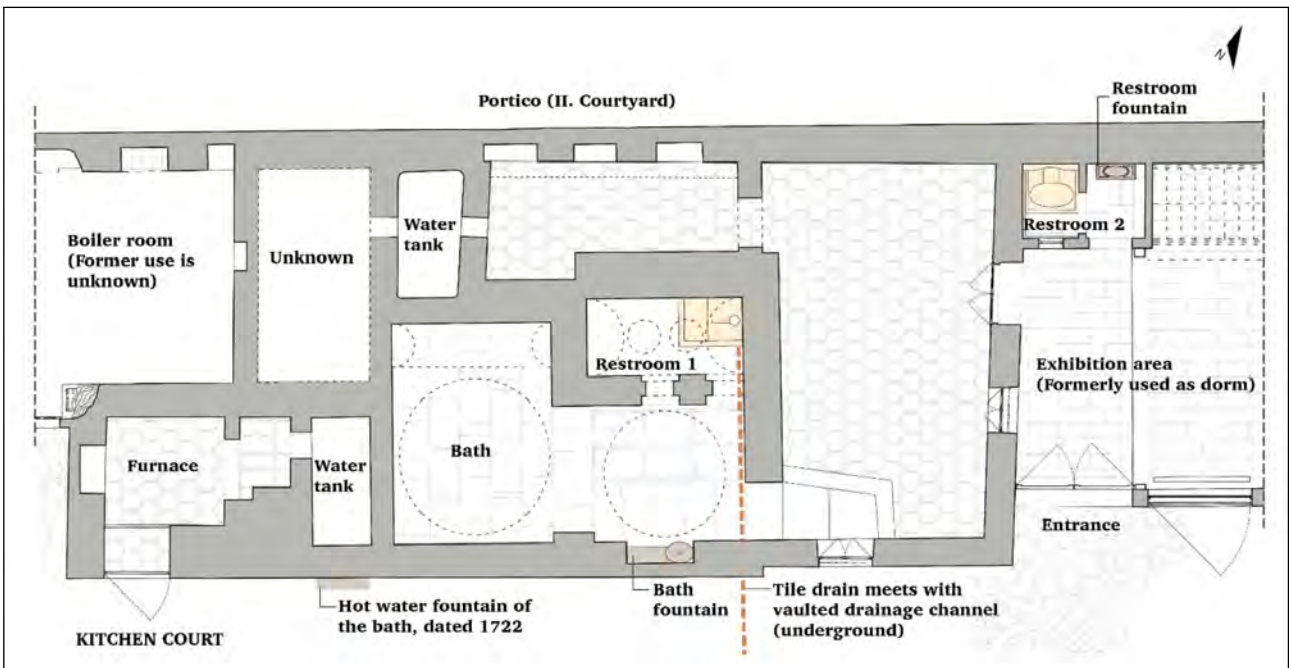 N
Portico (II. Courtyard)
Restroom
fountain
Boiler room
(Former use is
unknown)
Unknown
Water
tank
Restroom 2
Restroom 1
Exhibition area
(Formerly used as dorm)
Furnace
Water
tank
Bath
Entrance
Hot water fountain of
the bath, dated 1722
Bath
fountain
Tile drain meets with
vaulted drainage channel
(underground)
KITCHEN COURT